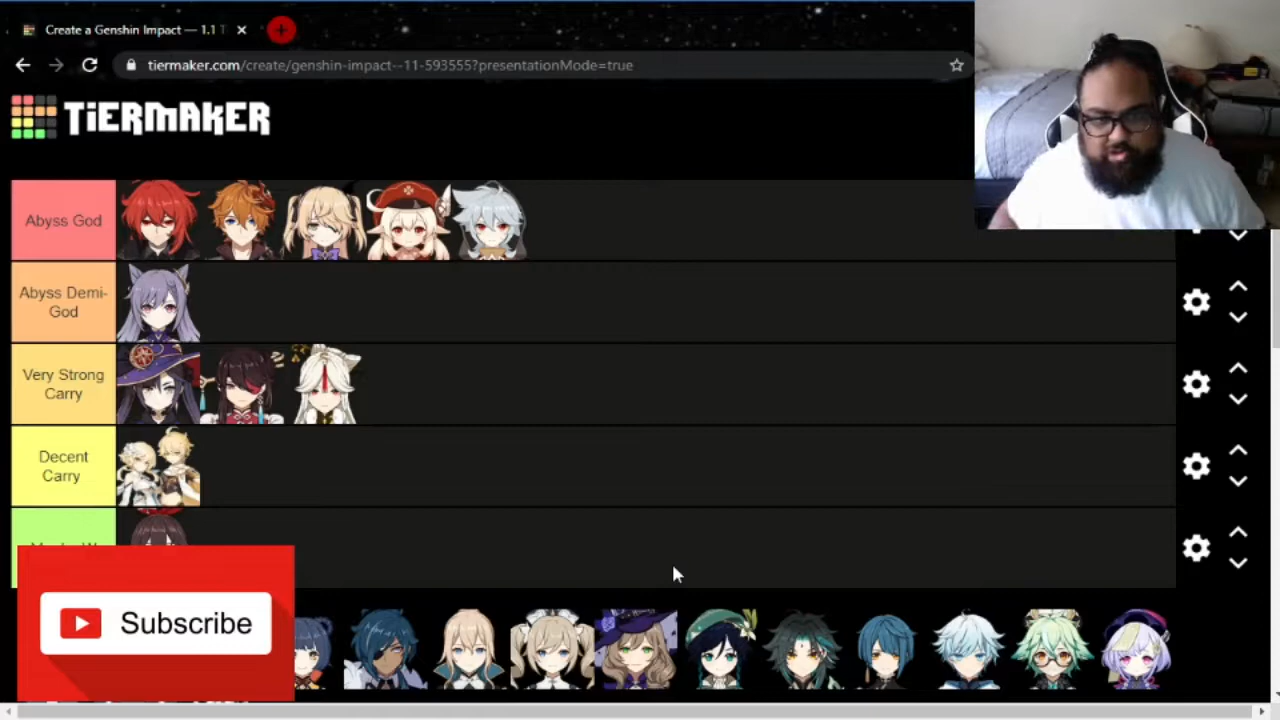 Create a Genshin Impact — 1.1 T
tiermaker.com/create/genshin-impact--11-593555?presentationMode=true
TiERMAKER
Abyss God
Abyss Demi-
God
Very Strong
Carry
Decent
Carry
Subscribe